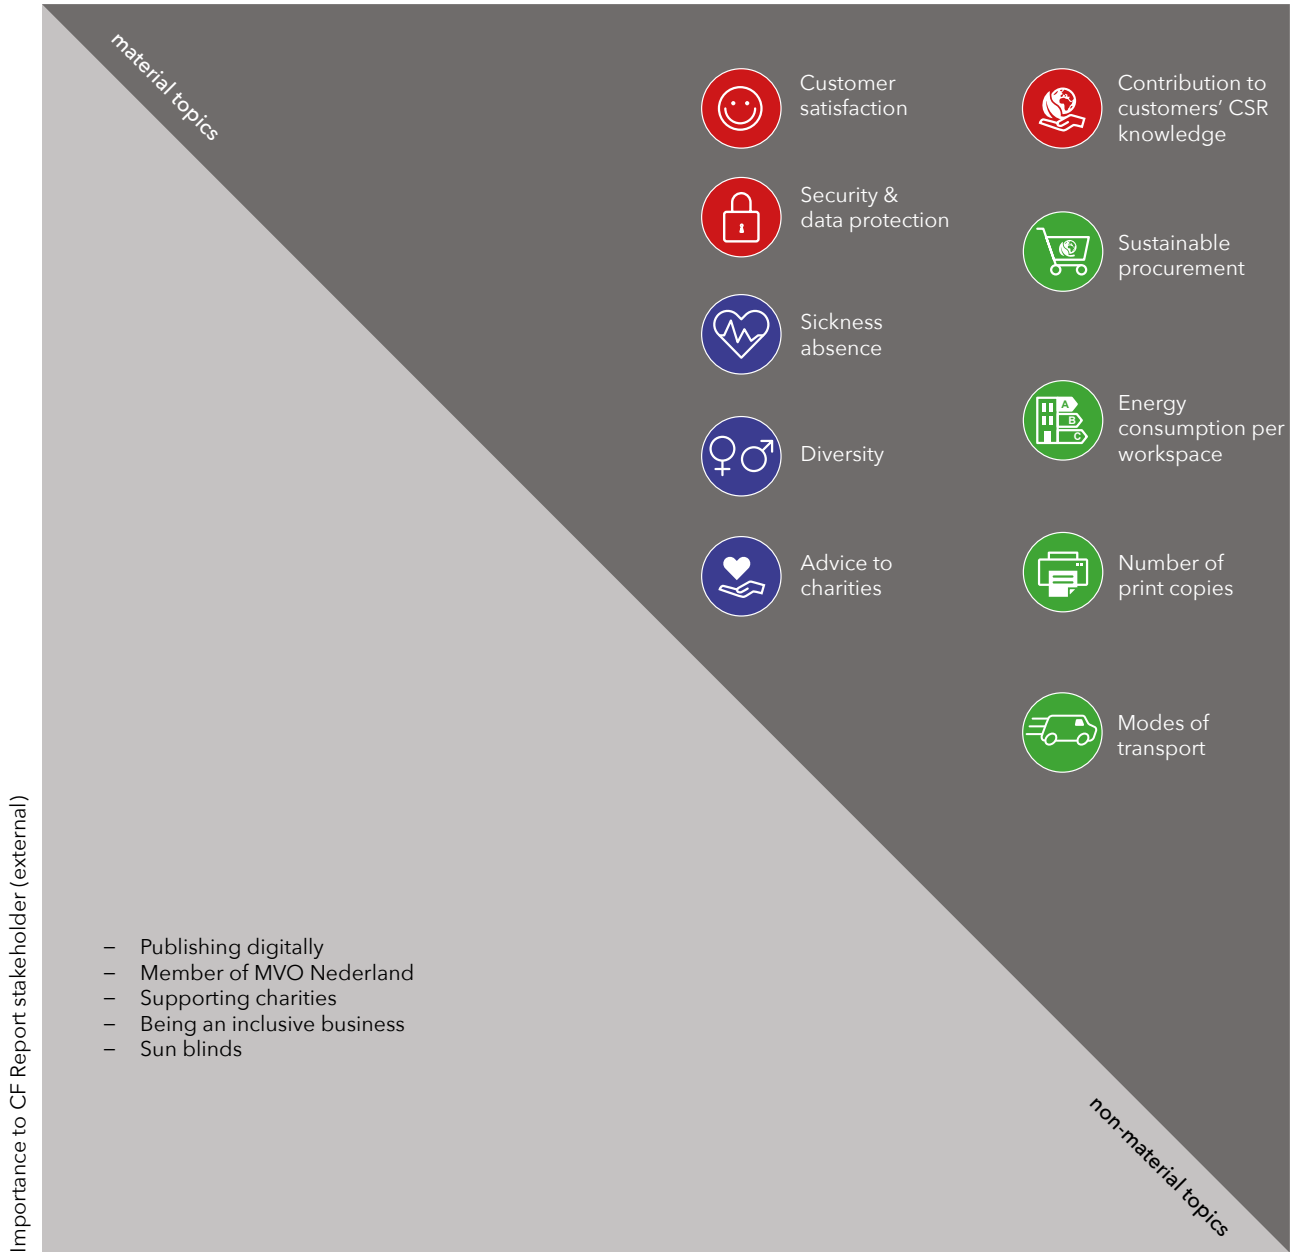 material topics
Customer
satisfaction
Security &
data protection
Sickness
absence
Diversity
Advice to
charities
Contribution to
customers’ CSR
knowledge
Sustainable
procurement
A
B
C
Energy
consumption per
workspace
Number of
print copies
Modes of
transport
– Publishing digitally
– Member of MVO Nederland
– Supporting charities
– Being an inclusive business
– Sun blinds
non-material topics
Importance to CF Report stakeholder (external)